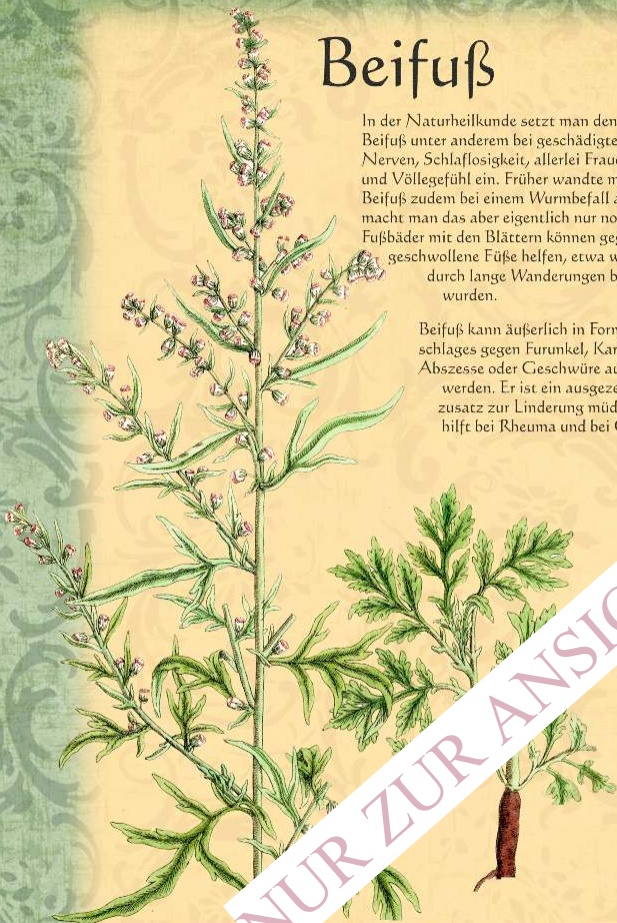 Beifuß
In der Naturheilkunde setzt man den
Beifuß unter anderem bei geschädigte
Nerven, Schlaflosigkeit, allerlei Fraue
und Völlegefühl ein. Früher wandte m
Beifuß zudem bei einem Wurmbefall a
macht man das aber eigentlich nur no
Fußbäder mit den Blättern können geg
geschwollene Füße helfen, etwa w
durch lange Wanderungen b
wurden.
Beifuß kann äußerlich in Form
schlages gegen Furunkel, Kar
Abszesse oder Geschwüre au
werden. Er ist ein ausgeze
zusatz zur Linderung müd
hilft bei Rheuma und bei
NUR ZUR ANSIC